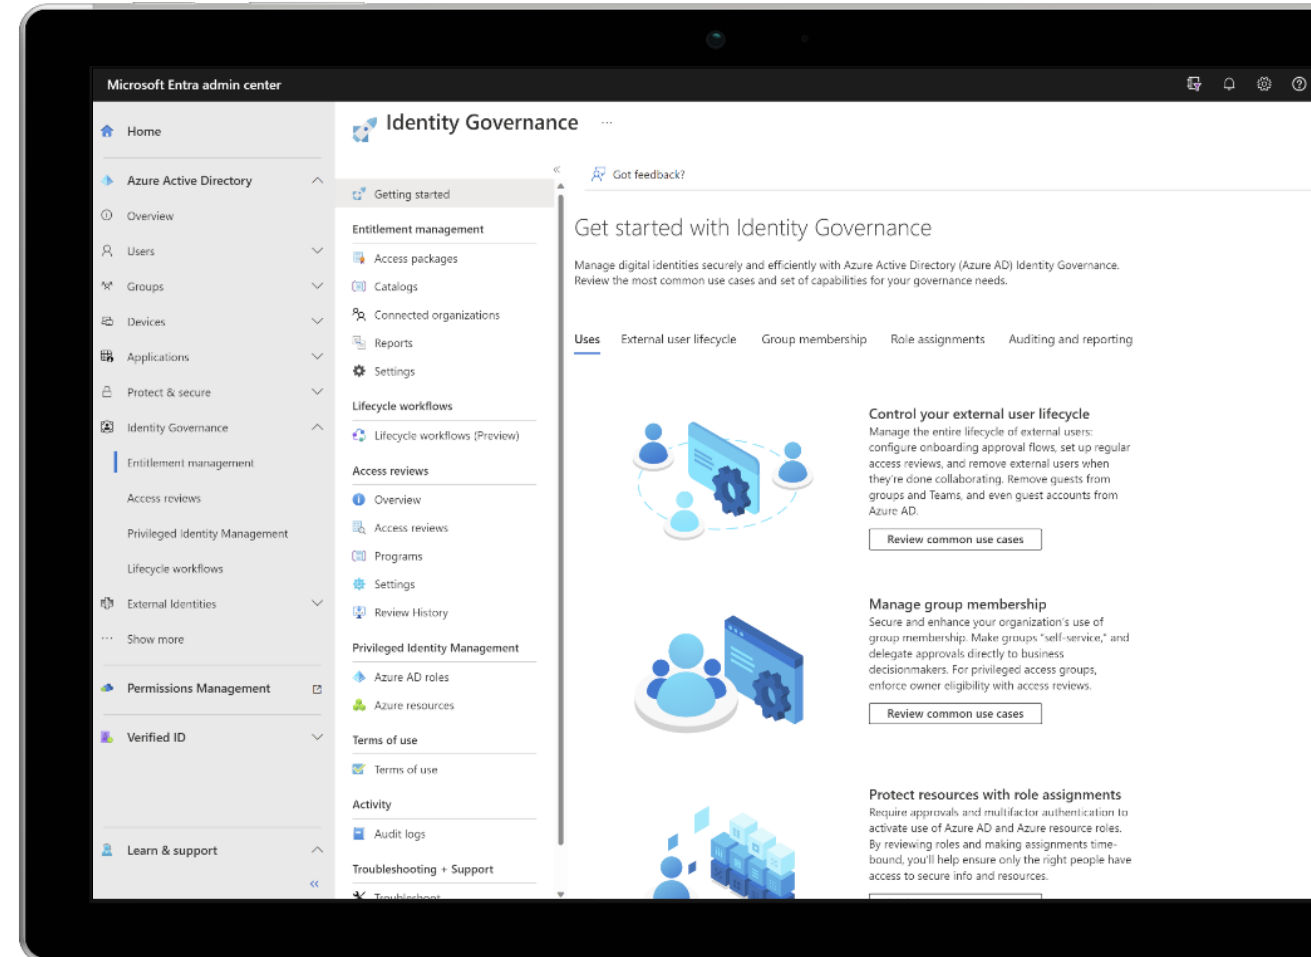 Microsoft Entra admin center
Home
Azure Active Directory
Overview
Users
Groups
Devices
Applications
Protect & secure
Identity Governance
Entitlement management
Access reviews
Privileged Identity Management
Lifecycle workflows
External Identities
Show more
Permissions Management
Verified ID
Learn & support
Identity Governance
Getting started
Entitlement management
Access packages
Catalogs
Connected organizations
Reports
Settings
Lifecycle workflows
Lifecycle workflows (Preview)
Access reviews
Overview
Access reviews
Programs
Settings
Review History
Privileged Identity Management
Azure AD roles
Azure resources
Terms of use
Terms of use
Activity
Audit logs
Troubleshooting + Support
Troubleshoot
Got feedback?
Get started with Identity Governance
Manage digital identities securely and efficiently with Azure Active Directory (Azure AD) Identity Governance.
Review the most common use cases and set of capabilities for your governance needs.
Uses External user lifecycle Group membership Role assignments Auditing and reporting
Control your external user lifecycle
Manage the entire lifecycle of external users:
configure onboarding approval flows, set up regular
access reviews, and remove external users when
they're done collaborating. Remove guests from
groups and Teams, and even guest accounts from
Azure AD.
Review common use cases
Manage group membership
Secure and enhance your organization's use of
group membership. Make groups "self-service," and
delegate approvals directly to business
decisionmakers. For privileged access groups,
enforce owner eligibility with access reviews.
Review common use cases
Protect resources with role assignments
Require approvals and multifactor authentication to
activate use of Azure AD and Azure resource roles.
By reviewing roles and making assignments time-
bound, you'll help ensure only the right people have
access to secure info and resources.